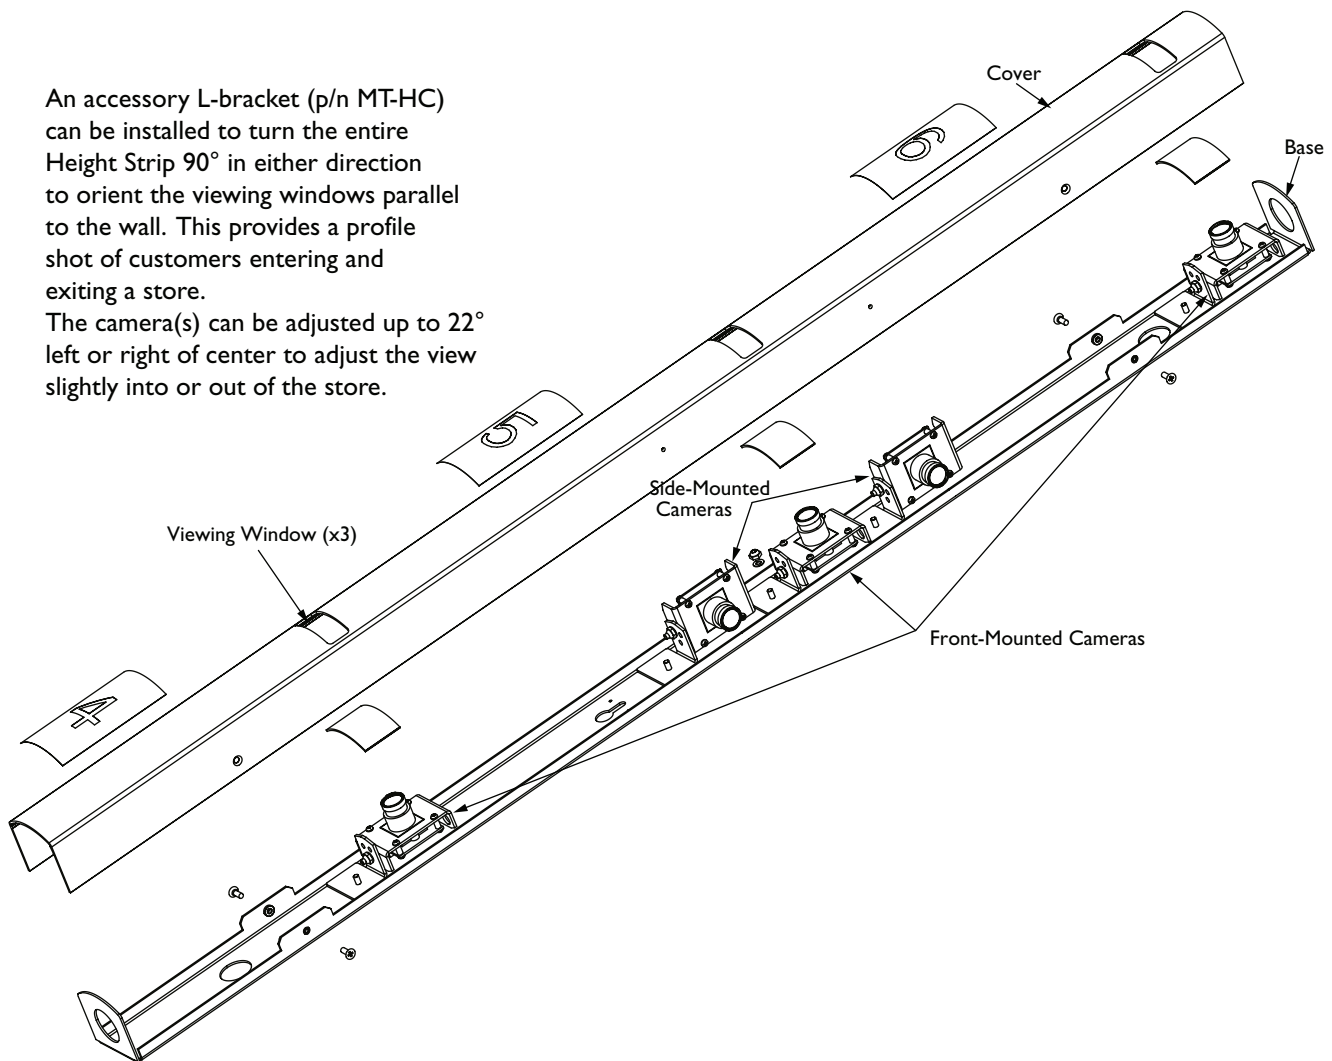 An accessory L-bracket (p/n MT-HC)
can be installed to turn the entire
Height Strip 90° in either direction
to orient the viewing windows parallel
to the wall. This provides a profile
shot of customers entering and
exiting a store.
The camera(s) can be adjusted up to 22°
left or right of center to adjust the view
slightly into or out of the store.
Cover
6
Base
5
Side-Mounted
Cameras
Viewing Window (x3)
Front-Mounted Cameras
4